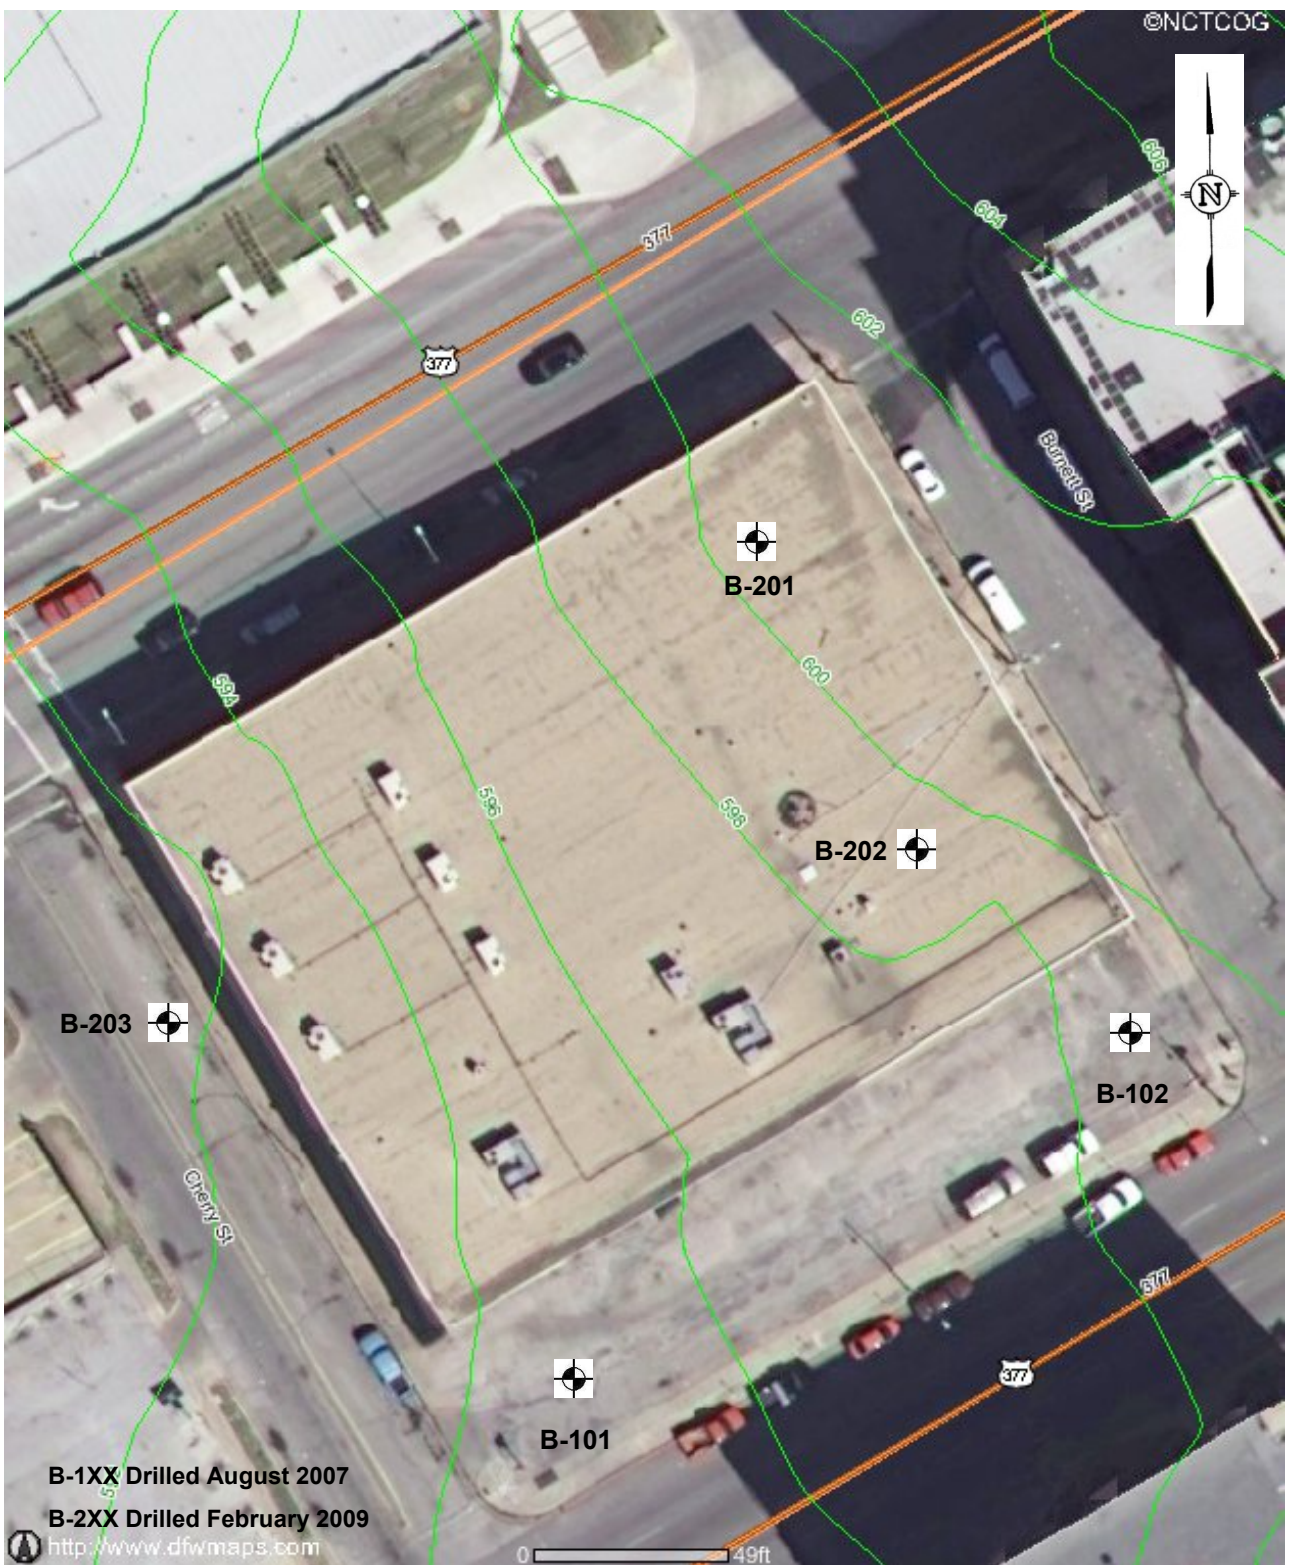 ©NCTCOG
N
606
604
377
602
377
Burnett St
B-201
600
594
596
598
B-202
B-203
B-102
Cherry St
377
377
B-101
B-1XX Drilled August 2007
B-2XX Drilled February 2009
http://www.dfwmaps.com
0 49ft